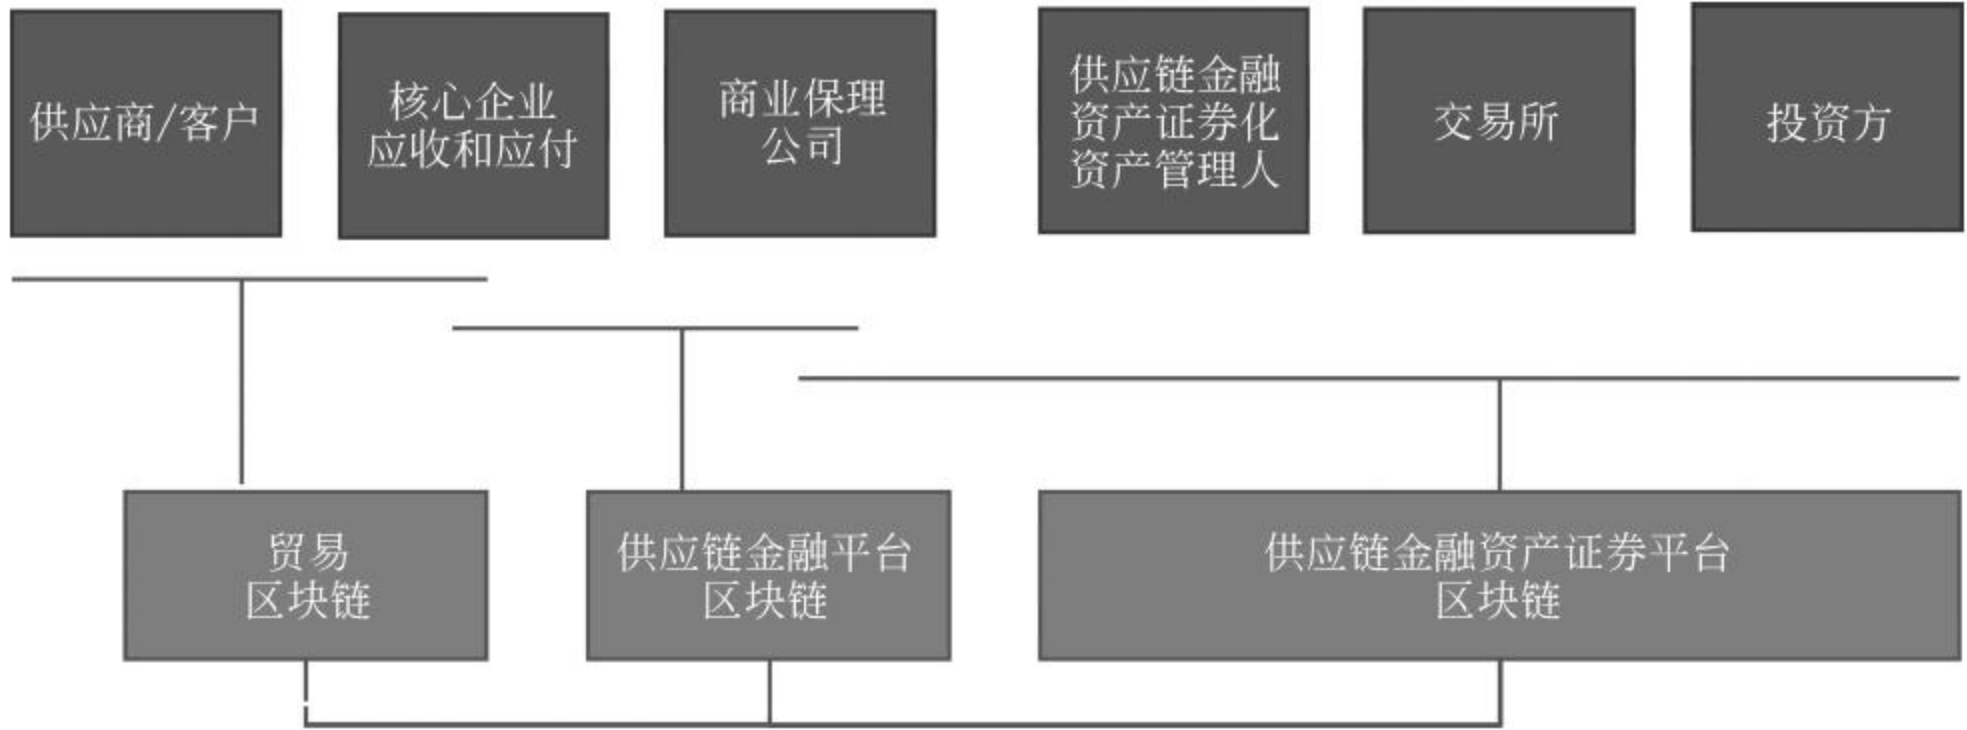 供应商/客户
核心企业
应收和应付
商业保理
公司
供应链金融
资产证券化
资产管理人
交易所
投资方
贸易
区块链
供应链金融平台
区块链
供应链金融资产证券平台
区块链